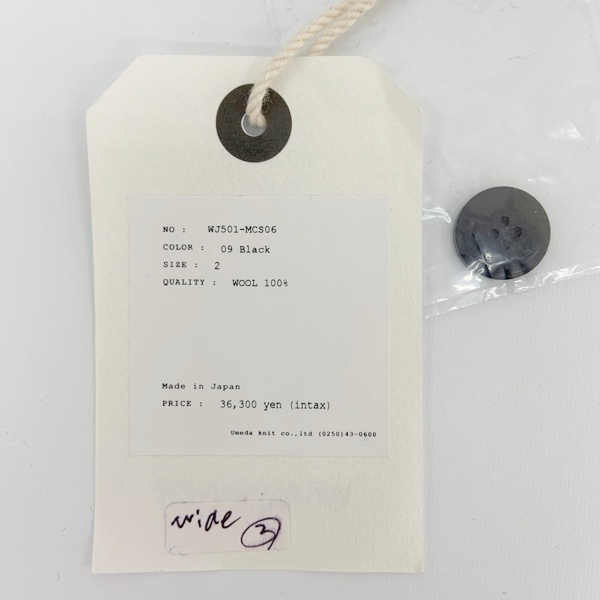 NO : WJ501-MCS06
COLOR : 09 Black
SIZE : 2
QUALITY : WOOL 100%
Made in Japan
PRICE : 36,300 yen (intax)
Umeda knit co.,ltd (0250)43-0600
wide ②